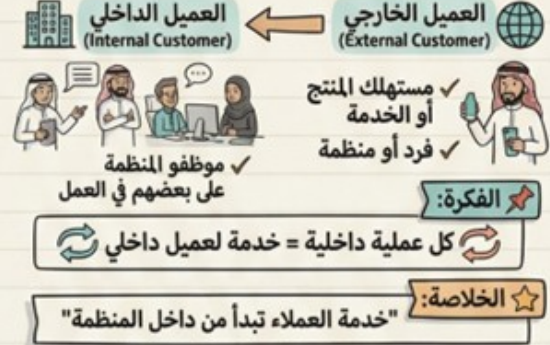 العميل الخارجي
(External Customer)
العميل الداخلي
(Internal Customer)
✓ مستهلك المنتج
أو الخدمة
✓ فرد أو منظمة
✓ موظفو المنظمة
على بعضهم في العمل
الفكرة:
كل عملية داخلية = خدمة لعميل داخلي
الخلاصة:
"خدمة العملاء تبدأ من داخل المنظمة"